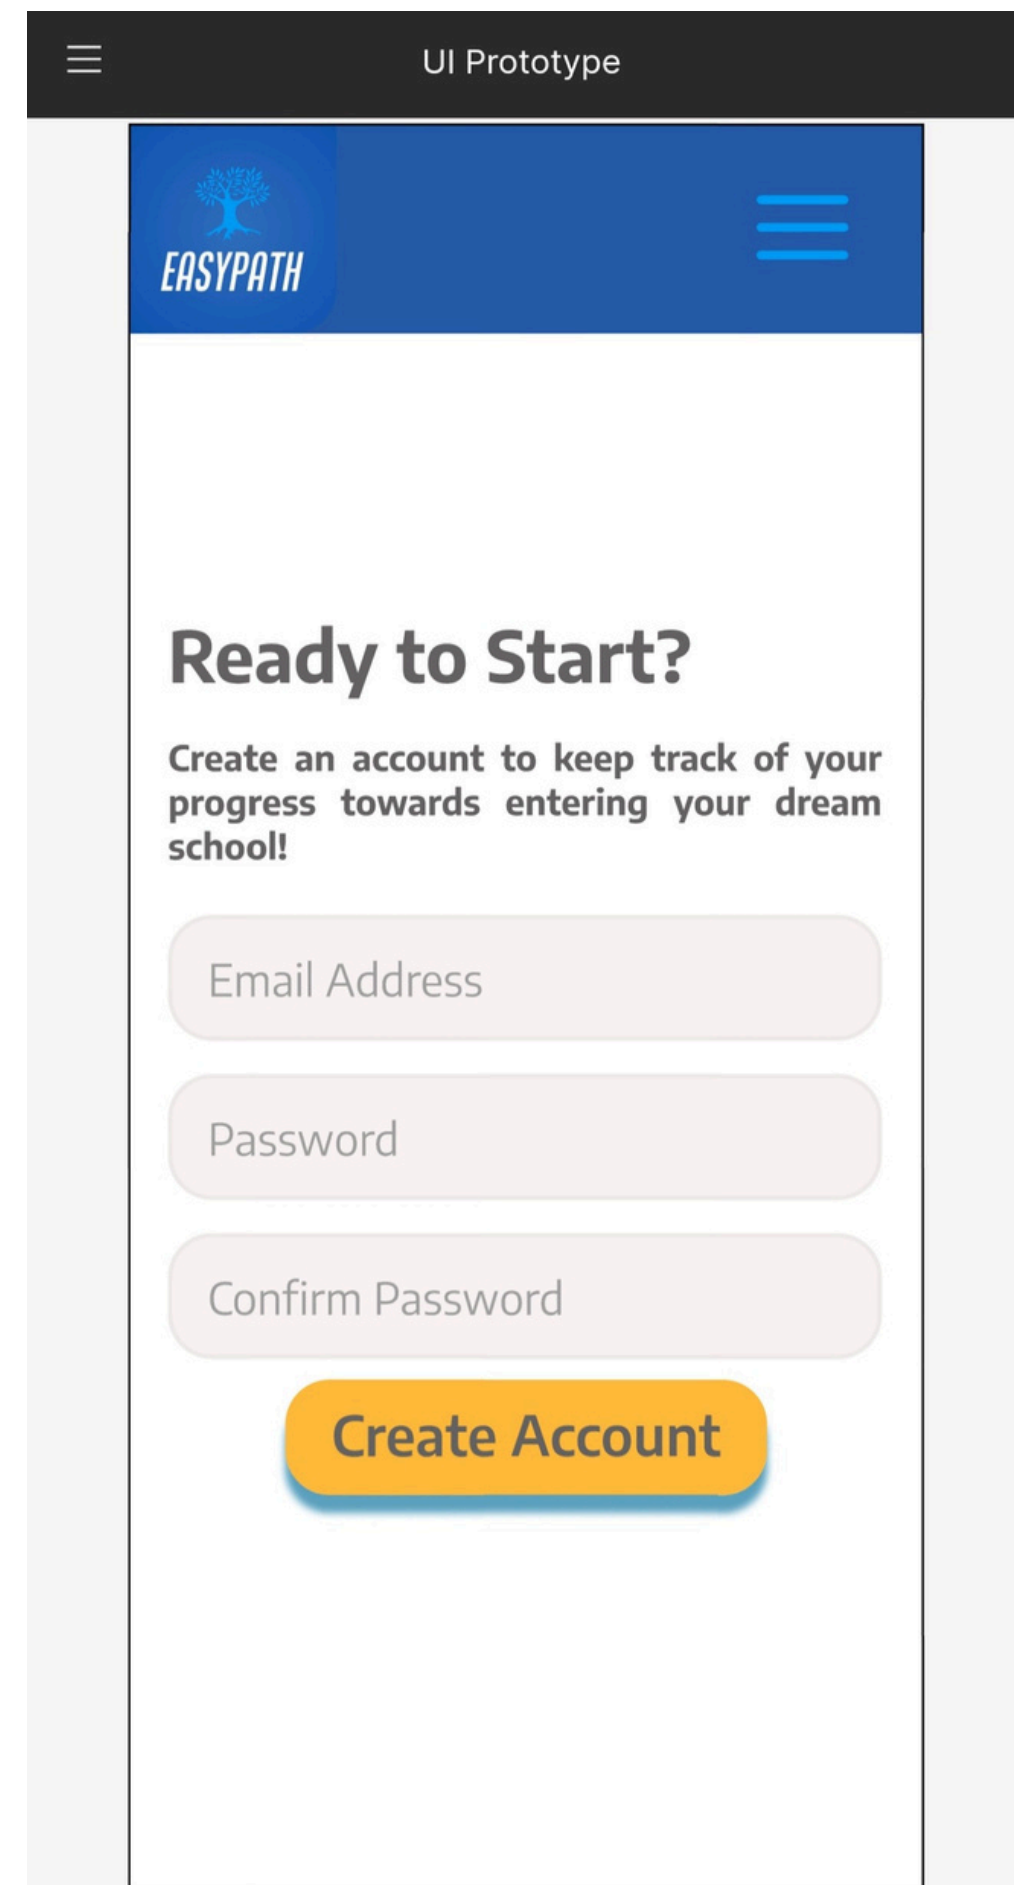 UI Prototype
EASYPATH
Ready to Start?
Create an account to keep track of your
progress towards entering your dream
school!
Email Address
Password
Confirm Password
Create Account